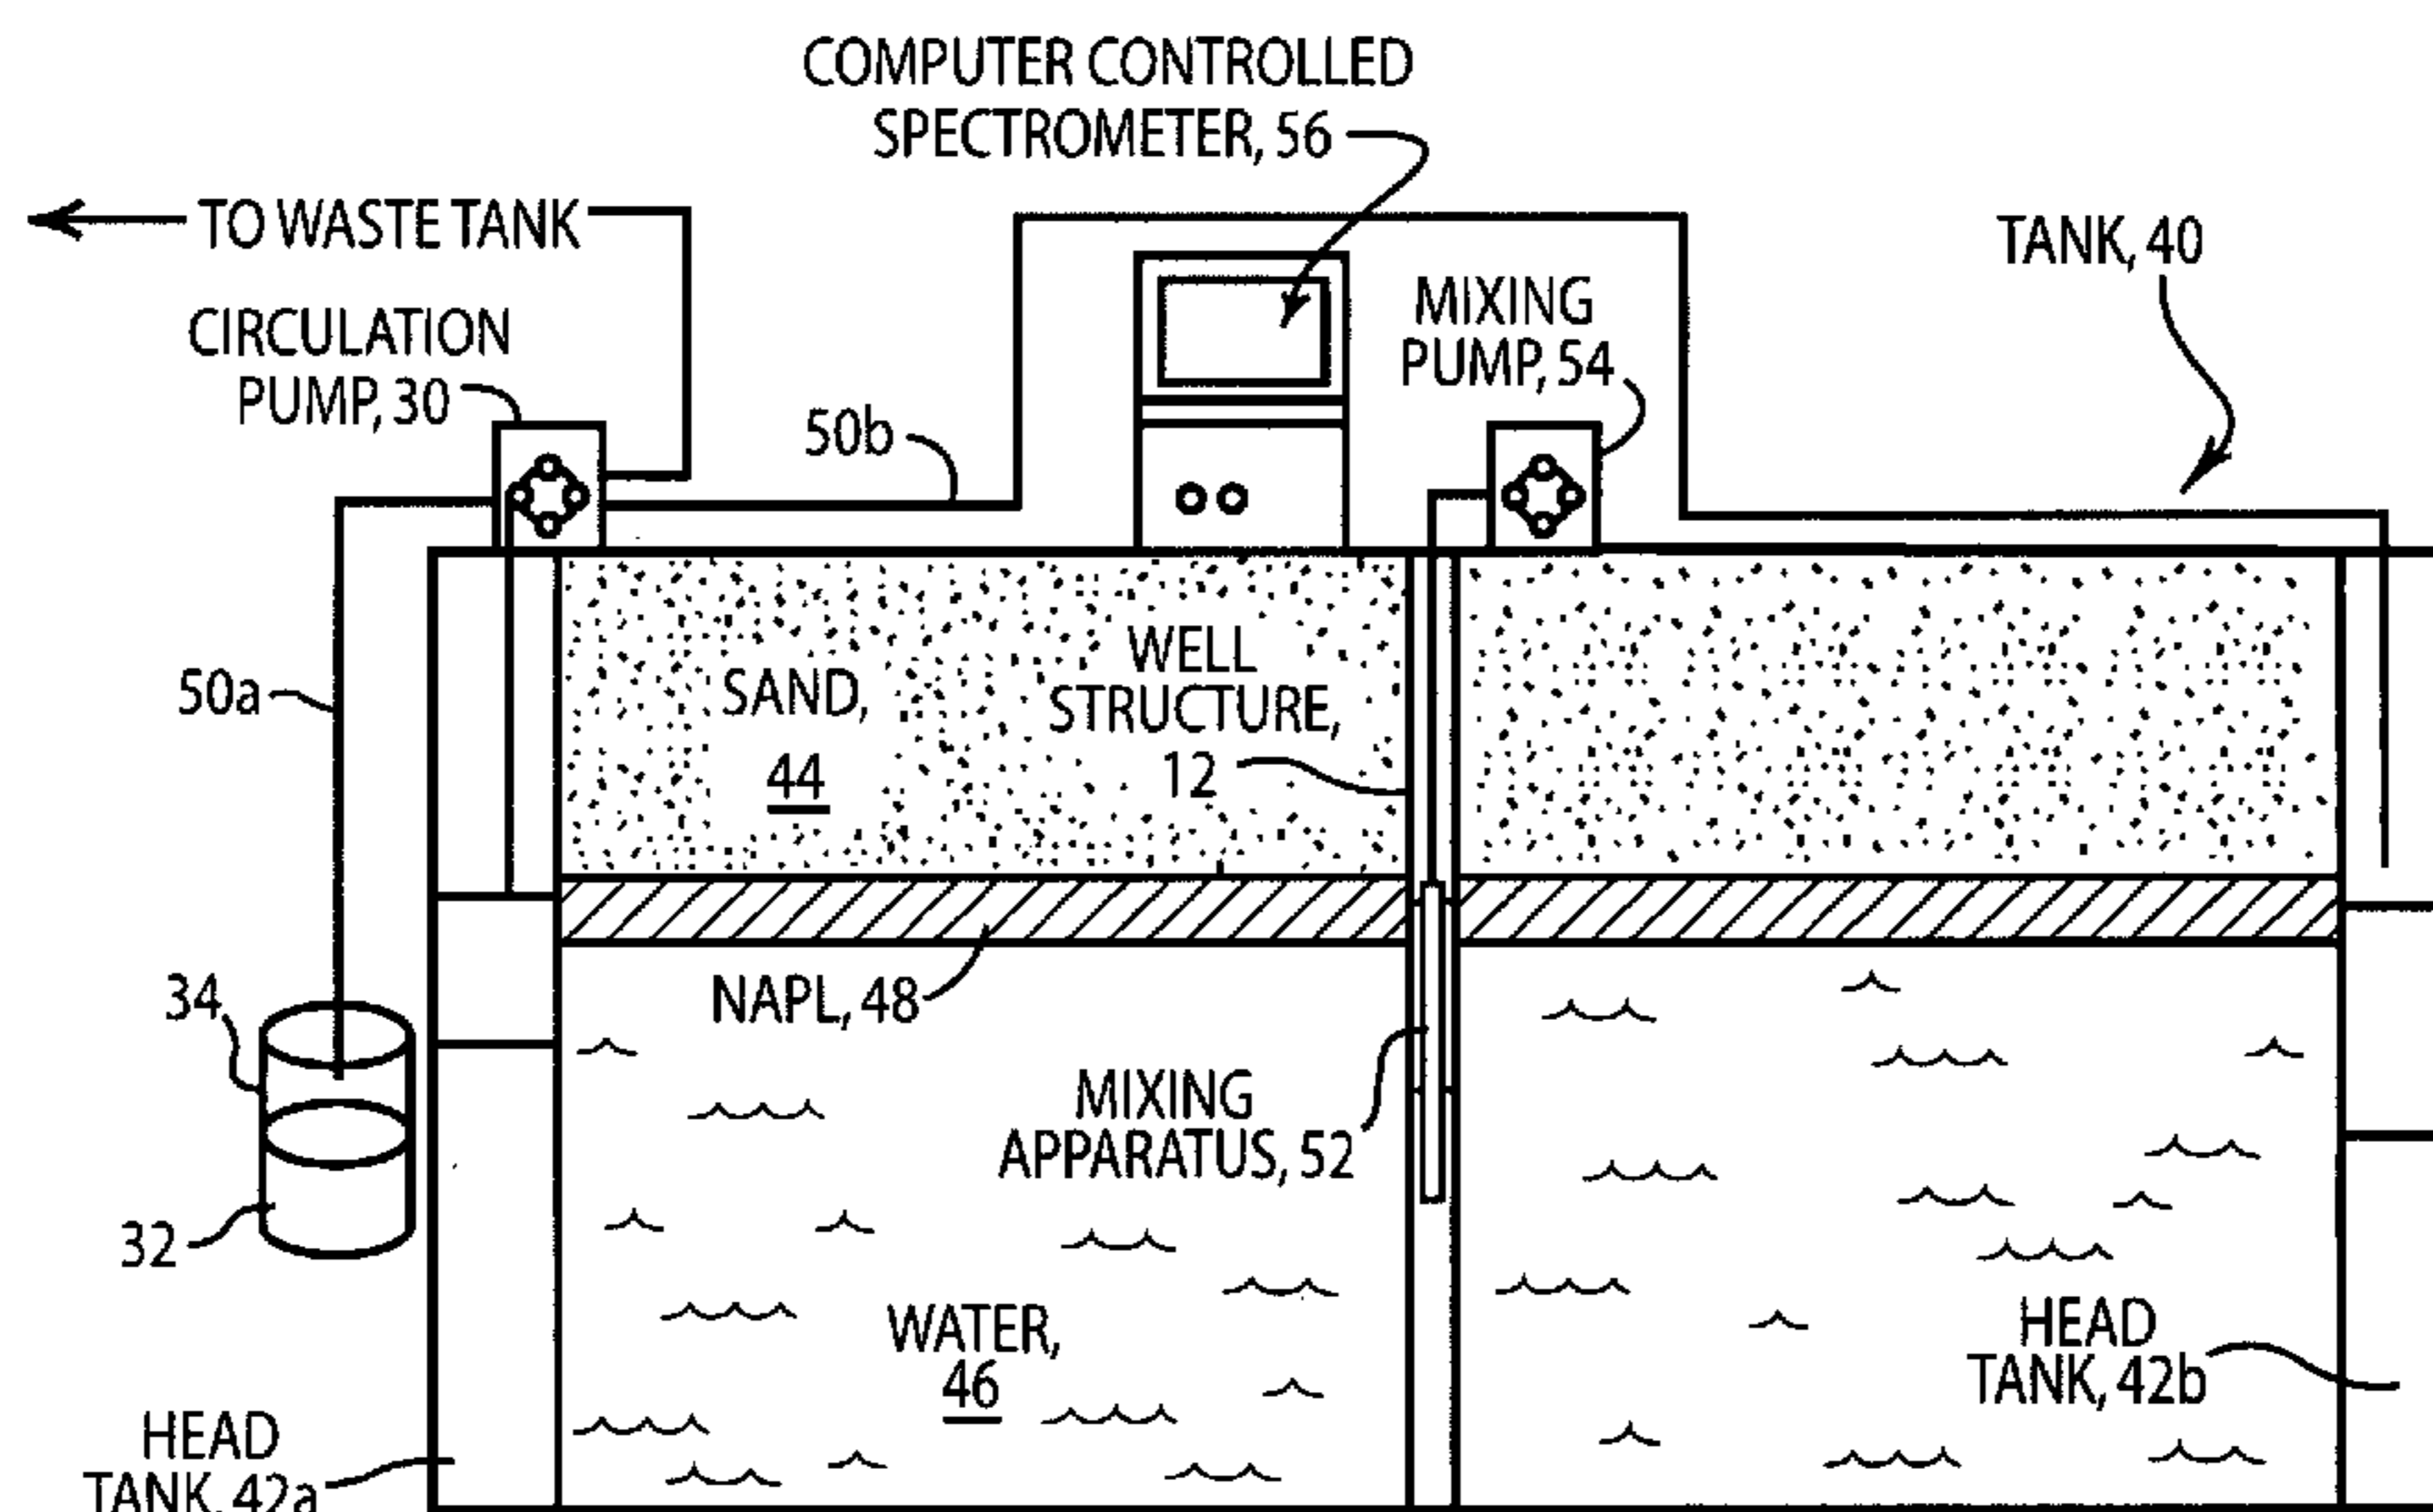 COMPUTER CONTROLLED
SPECTROMETER, 56
TO WASTE TANK
TANK, 40
CIRCULATION
PUMP, 30
MIXING
PUMP, 54
50b
50a
SAND,
44
WELL
STRUCTURE,
12
34
NAPL, 48
MIXING
APPARATUS, 52
32
WATER,
46
HEAD
TANK, 42b
HEAD
TANK, 42a